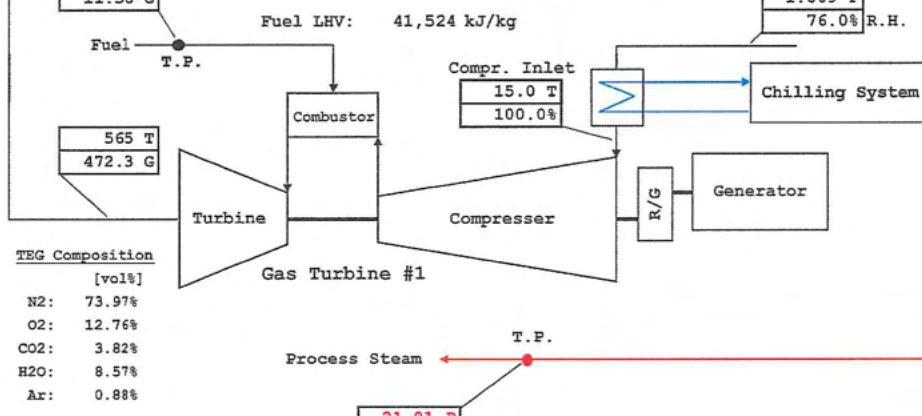 Fuel LHV: 41,524 kJ/kg
76.0% R.H.
Fuel
T.P.
Compr. Inlet
15.0 T
100.0%
Chilling System
Combustor
565 T
472.3 G
Turbine
Compresser
R/G
Generator
Gas Turbine #1
TEG Composition
[vol%]
N2: 73.97%
O2: 12.76%
CO2: 3.82%
H2O: 8.57%
Ar: 0.88%
T.P.
Process Steam